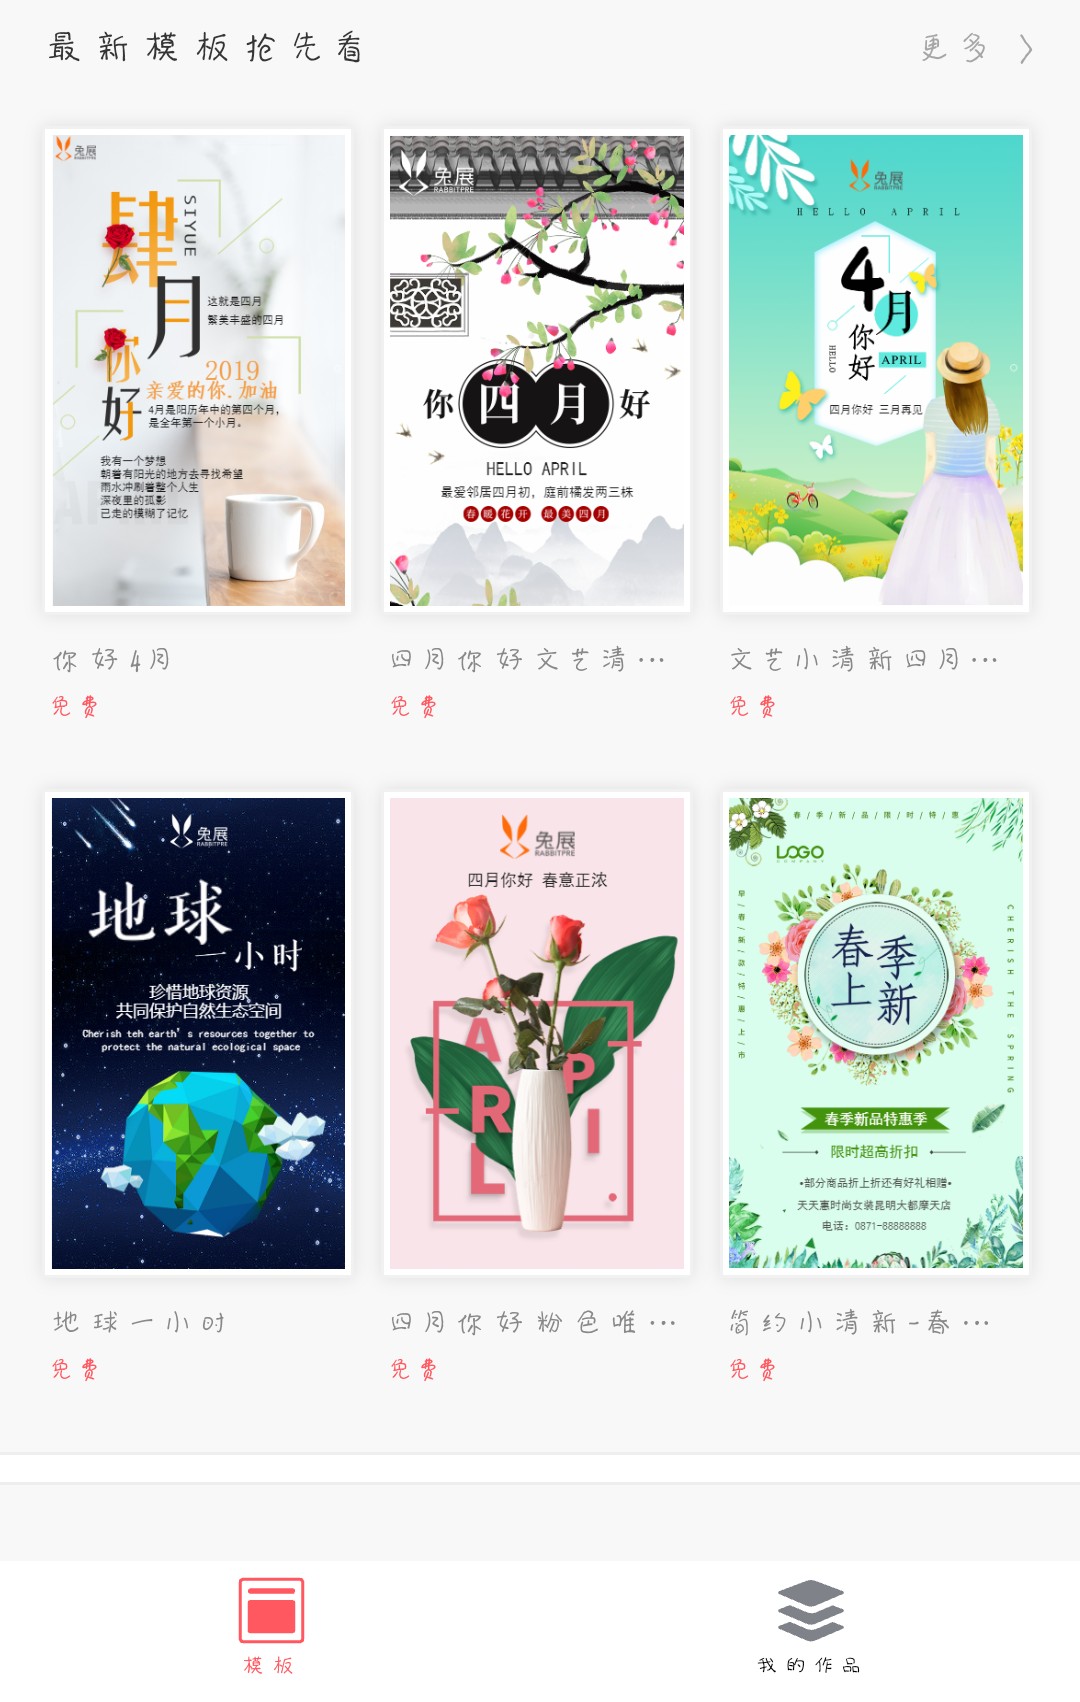 最新模板抢先看
更多
兔展
RABBITPRE
肆月
SIYUE
这就是四月
繁美丰盛的四月
你好
2019
亲爱的你.加油
4月是阳历年中的第四个月,
是全年第一个小月。
我有一个梦想
朝着有阳光的地方去寻找希望
雨水冲刷着整个人生
深夜里的孤影
已走的模糊了记忆
兔展
RABBITPRE
你四月好
HELLO APRIL
最爱邻居四月初，庭前橘发两三株
春暖花开 最美四月
兔展
HELLO APRIL
4月
你好
HELLO
APRIL
四月你好 三月再见
你好4月
免费
四月你好文艺清…
免费
文艺小清新四月…
免费
兔展
RABBITPRE
地球
一小时
珍惜地球资源。
共同保护自然生态空间
Cherish teh earth's resources together to
protect the natural ecological space
兔展
RABBITPRE
四月你好 春意正浓
APRIL
春/季/新/品/限/时/特/惠
LOGO
COMPANY
早/春/新/款/特/惠/上/市
CHERISH THE SPRING
春季上新
春季新品特惠季
限时超高折扣
•部分商品折上折还有好礼相赠•
天天惠时尚女装昆明大都摩天店
电话：0871-88888888
地球一小时
免费
四月你好粉色唯…
免费
简约小清新-春…
免费
模板
我的作品